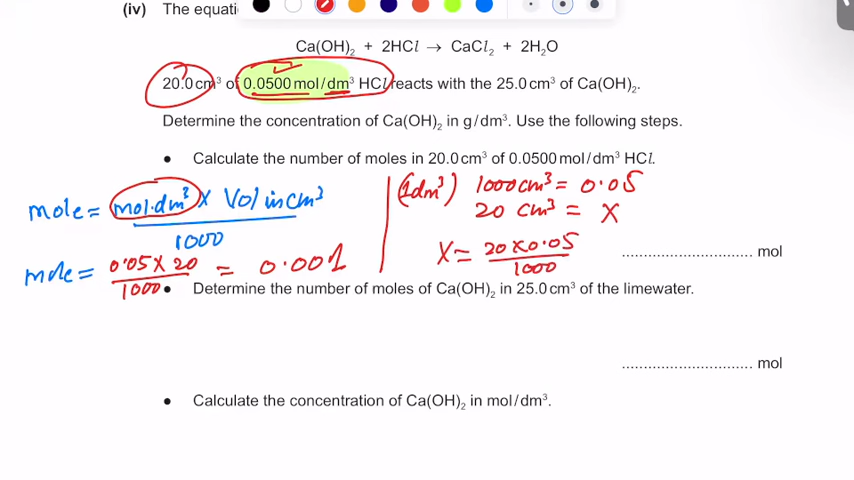 (iv) The equati
Ca(OH)₂ + 2HCl → CaCl₂ + 2H₂O
20.0 cm³ of 0.0500 mol/dm³ HCl reacts with the 25.0 cm³ of Ca(OH)₂.
Determine the concentration of Ca(OH)₂ in g/dm³. Use the following steps.
• Calculate the number of moles in 20.0 cm³ of 0.0500 mol/dm³ HCl.
mole = mol.dm³ × Vol in cm³
1000
mole = 0.05 × 20
1000
= 0.001
(1dm³) 1000cm³ = 0.05
20 cm³ = X
X = 20×0.05
1000
.............................. mol
• Determine the number of moles of Ca(OH)₂ in 25.0 cm³ of the limewater.
.............................. mol
• Calculate the concentration of Ca(OH)₂ in mol/dm³.